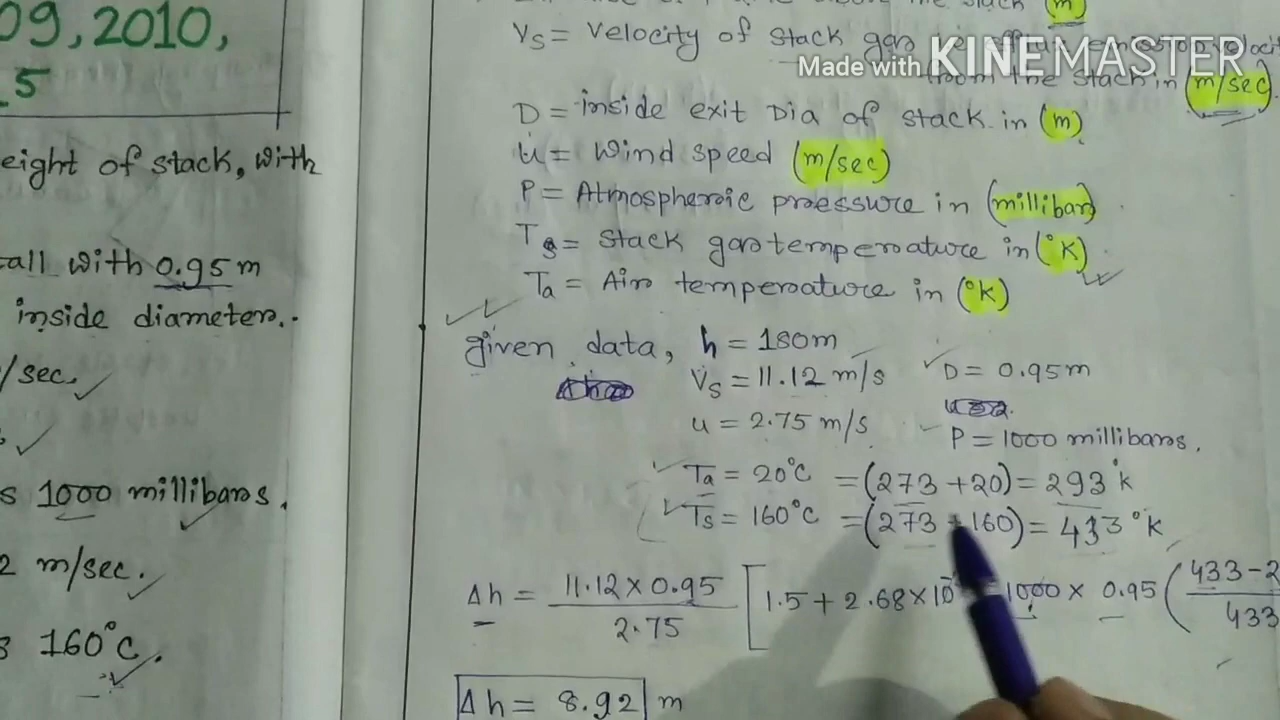 09, 2010,
5
eight of stack, with
all with 0.95 m
inside diameter.
/sec.
s 1000 millibars.
2 m/sec.
160°C.
Made with KINEMASTER
the stack (m)
Vs = Velocity of stack gas
from the stack in (m/sec).
D = inside exit Dia of stack in (m)
u = Wind speed (m/sec)
P = Atmospheric pressure in (millibar)
Ts = Stack gas temperature in (°K)
Ta = Air temperature in (°K)
given data, h = 180m
Vs = 11.12 m/s D = 0.95m
u = 2.75 m/s P = 1000 millibars.
Ta = 20°C = (273 + 20) = 293°K
Ts = 160°C = (273 + 160) = 433°K
Δh = 11.12 × 0.95 / 2.75 [1.5 + 2.68 × 10 1000 × 0.95 (433-2 / 433
Δh = 8.92 m